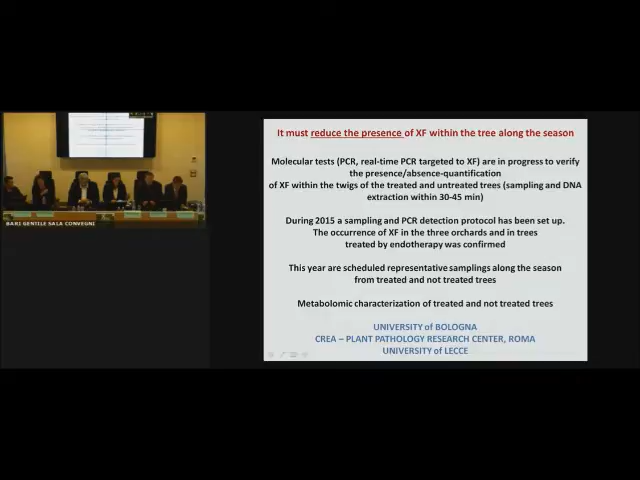 It must reduce the presence of XF within the tree along the season
Molecular tests (PCR, real-time PCR targeted to XF) are in progress to verify
the presence/absence-quantification
of XF within the twigs of the treated and untreated trees (sampling and DNA
extraction within 30-45 min)
During 2015 a sampling and PCR detection protocol has been set up.
The occurrence of XF in the three orchards and in trees
treated by endotherapy was confirmed
This year are scheduled representative samplings along the season
from treated and not treated trees
Metabolomic characterization of treated and not treated trees
UNIVERSITY of BOLOGNA
CREA – PLANT PATHOLOGY RESEARCH CENTER, ROMA
UNIVERSITY of LECCE
BARI GENTILE SALA CONVEGNI